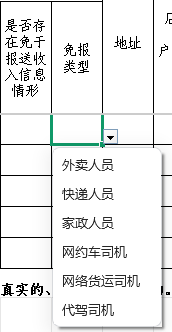 是否存
在免于
报送收
入信息
情形
免报
类型
地址
户
外卖人员
快递人员
家政人员
网约车司机
网络货运司机
代驾司机
真实的、